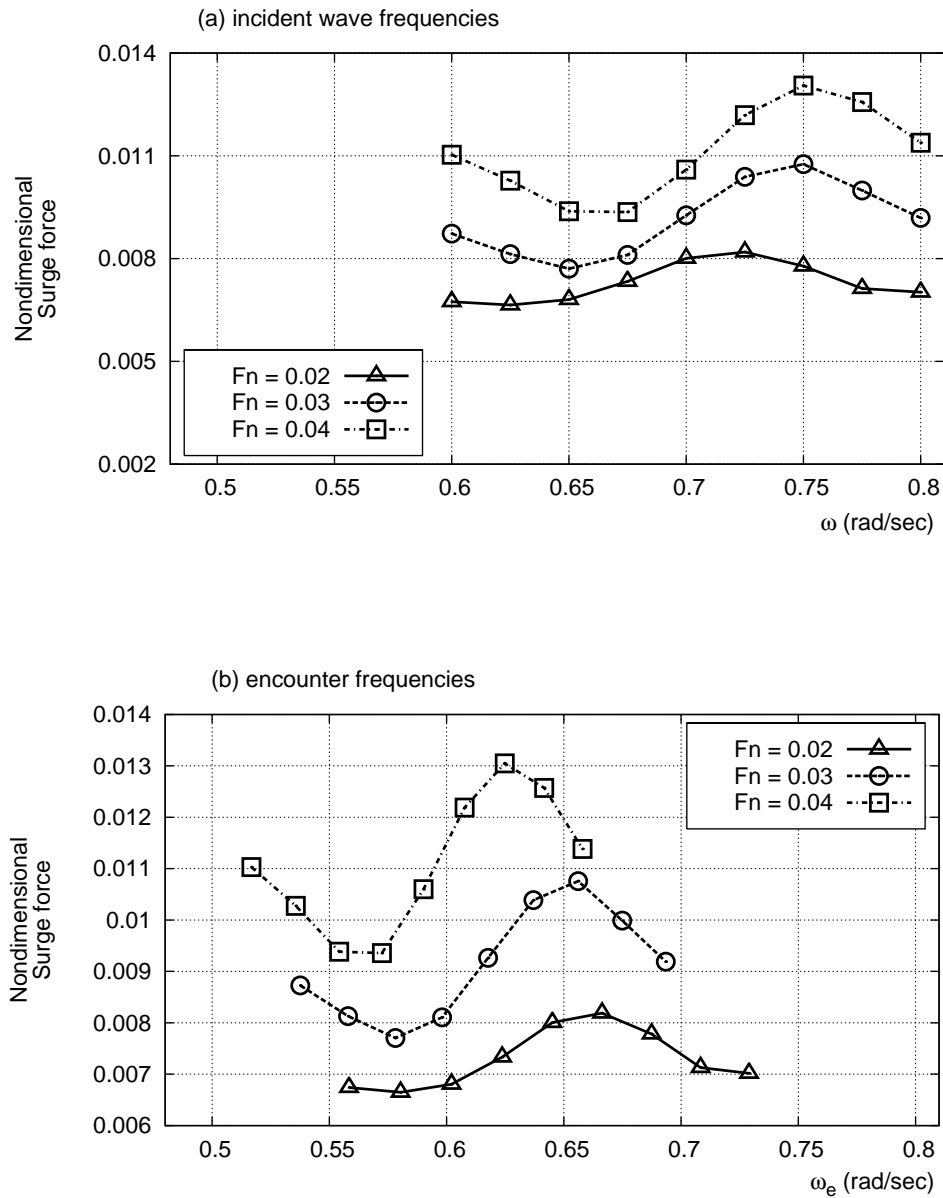 (a) incident wave frequencies
0.014
0.011
0.008
0.005
0.002
Nondimensional
Surge force
Fn = 0.02
Fn = 0.03
Fn = 0.04
0.5 0.55 0.6 0.65 0.7 0.75 0.8
ω (rad/sec)
(b) encounter frequencies
0.014
0.013
0.012
0.011
0.01
0.009
0.008
0.007
0.006
Nondimensional
Surge force
Fn = 0.02
Fn = 0.03
Fn = 0.04
0.5 0.55 0.6 0.65 0.7 0.75 0.8
ωe (rad/sec)